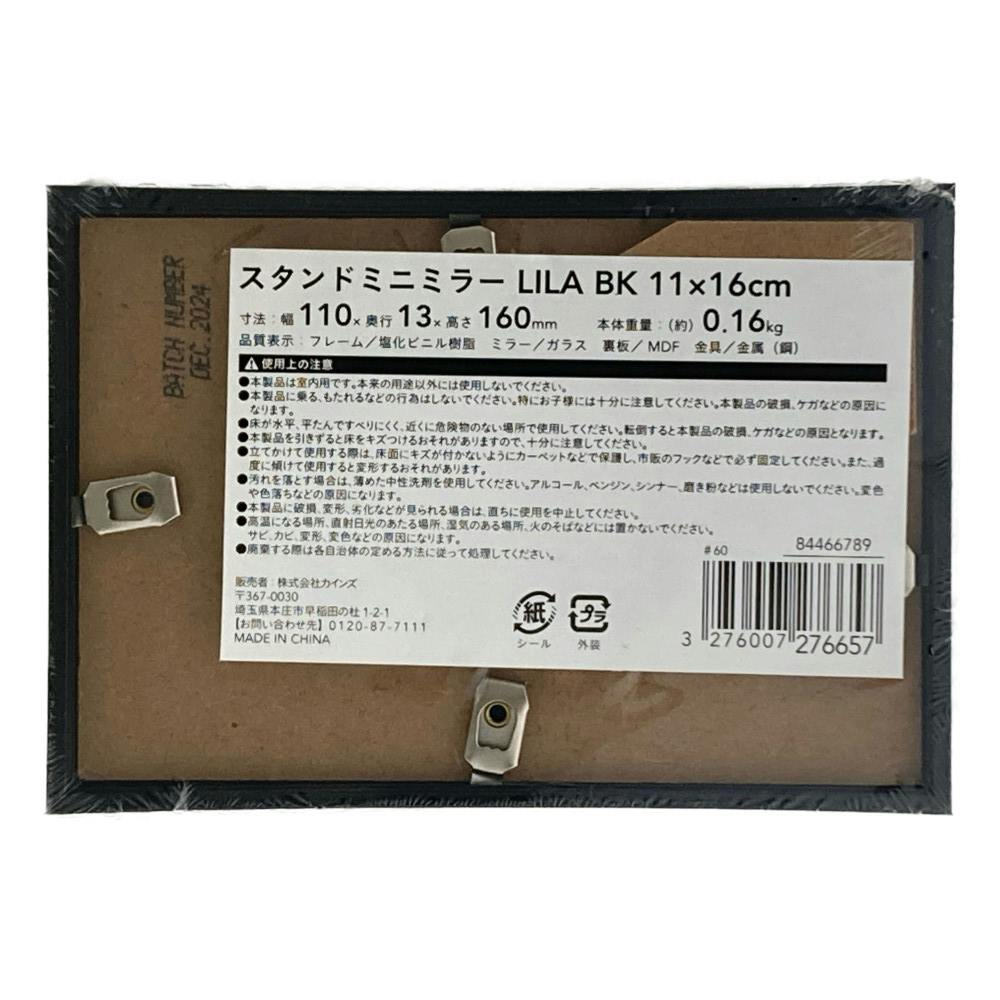 BATCH NUMBER
DEC. 2024
スタンドミニミラー LILA BK 11×16cm
寸法：幅 110× 奥行 13× 高さ 160mm 本体重量：（約）0.16kg
品質表示：フレーム／塩化ビニル樹脂 ミラー／ガラス 裏板／MDF 金具／金属（鋼）
使用上の注意
●本製品は室内用です。本来の用途以外には使用しないでください。
●本製品に乗る、もたれるなどの行為はしないでください。特にお子様には十分に注意してください。本製品の破損、ケガなどの原因に
なります。
●床が水平、平たんですべりにくく、近くに危険物のない場所で使用してください。転倒すると本製品の破損、ケガなどの原因となります。
●本製品を引きずると床をキズつけるおそれがありますので、十分に注意してください。
●立てかけて使用する際は、床面にキズが付かないようにカーペットなどで保護し、市販のフックなどで必ず固定してください。また、過
度に傾けて使用すると変形するおそれがあります。
●汚れを落とす場合は、薄めた中性洗剤を使用してください。アルコール、ベンジン、シンナー、磨き粉などは使用しないでください。変色
や色落ちなどの原因になります。
●本製品に破損、変形、劣化などが見られる場合は、直ちに使用を中止してください。
●高温になる場所、直射日光のあたる場所、湿気のある場所、火のそばなどには置かないでください。
サビ、カビ、変形、変色などの原因になります。
●廃棄する際は各自治体の定める方法に従って処理してください。
販売者：株式会社カインズ
〒367-0030
埼玉県本庄市早稲田の杜 1-2-1
【お問い合わせ先】0120-87-7111
MADE IN CHINA
紙
シール
プラ
外装
#60
84466789
3 276007 276657